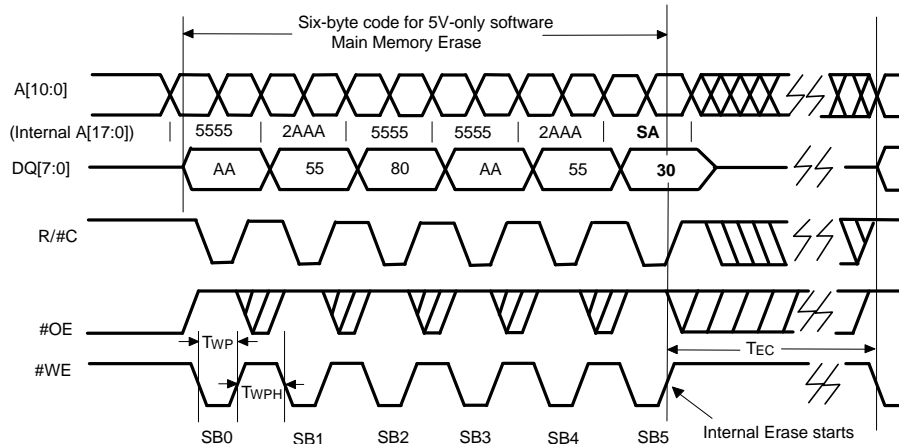 Six-byte code for 5V-only software
Main Memory Erase
A[10:0]
(Internal A[17:0]) 5555 2AAA 5555 5555 2AAA SA
DQ[7:0] AA 55 80 AA 55 30
R/#C
#OE
TWP TEC
#WE
TWPH
Internal Erase starts
SB0 SB1 SB2 SB3 SB4 SB5